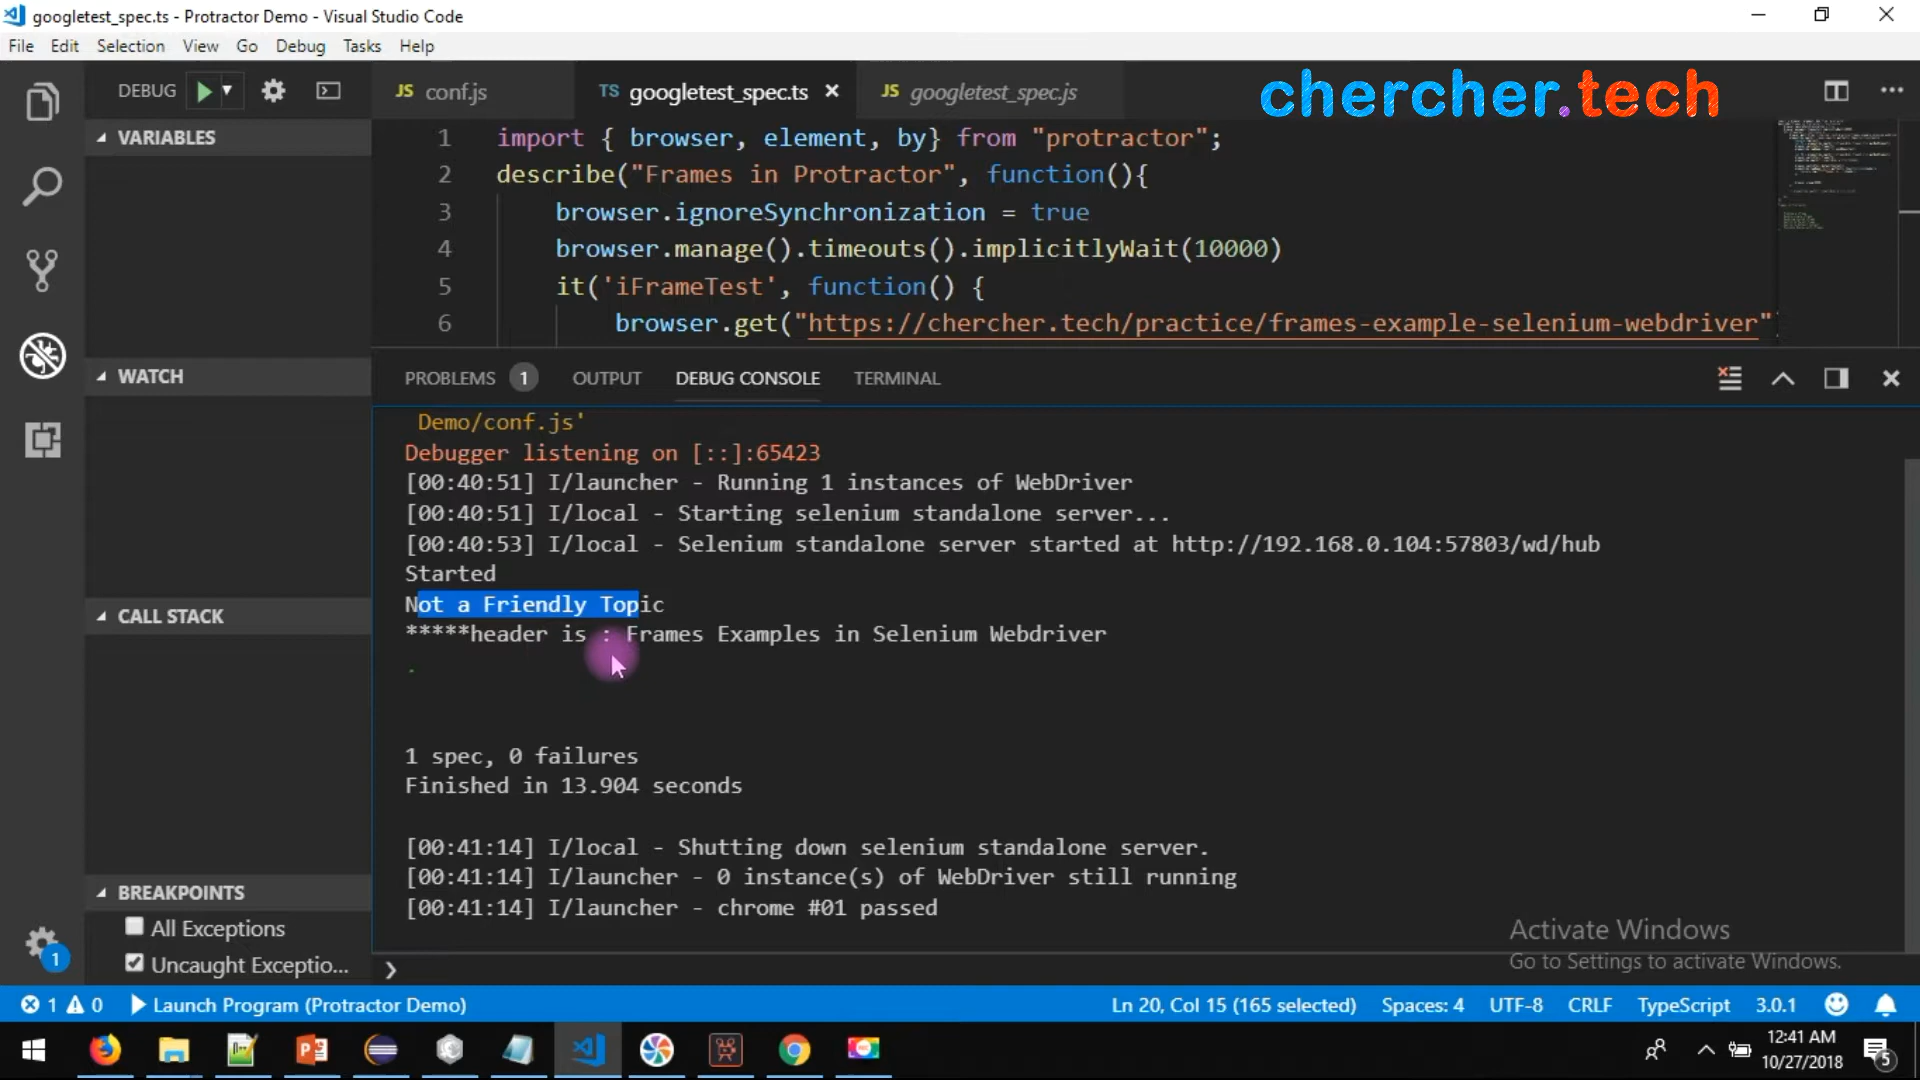 googletest_spec.ts - Protractor Demo - Visual Studio Code
File Edit Selection View Go Debug Tasks Help
DEBUG
JS conf.js
TS googletest_spec.ts
JS googletest_spec.js
chercher.tech
VARIABLES
1 import { browser, element, by} from "protractor";
2 describe("Frames in Protractor", function(){
3 browser.ignoreSynchronization = true
4 browser.manage().timeouts().implicitlyWait(10000)
5 it('iFrameTest', function() {
6 browser.get("https://chercher.tech/practice/frames-example-selenium-webdriver"
WATCH
PROBLEMS 1 OUTPUT DEBUG CONSOLE TERMINAL
Demo/conf.js'
Debugger listening on [::]:65423
[00:40:51] I/launcher - Running 1 instances of WebDriver
[00:40:51] I/local - Starting selenium standalone server...
[00:40:53] I/local - Selenium standalone server started at http://192.168.0.104:57803/wd/hub
Started
Not a Friendly Topic
*****header is : Frames Examples in Selenium Webdriver
.
1 spec, 0 failures
Finished in 13.904 seconds
[00:41:14] I/local - Shutting down selenium standalone server.
[00:41:14] I/launcher - 0 instance(s) of WebDriver still running
[00:41:14] I/launcher - chrome #01 passed
CALL STACK
BREAKPOINTS
All Exceptions
Uncaught Exceptio...
1
Activate Windows
Go to Settings to activate Windows.
1 0 Launch Program (Protractor Demo)
Ln 20, Col 15 (165 selected) Spaces: 4 UTF-8 CRLF TypeScript 3.0.1
12:41 AM
10/27/2018
5